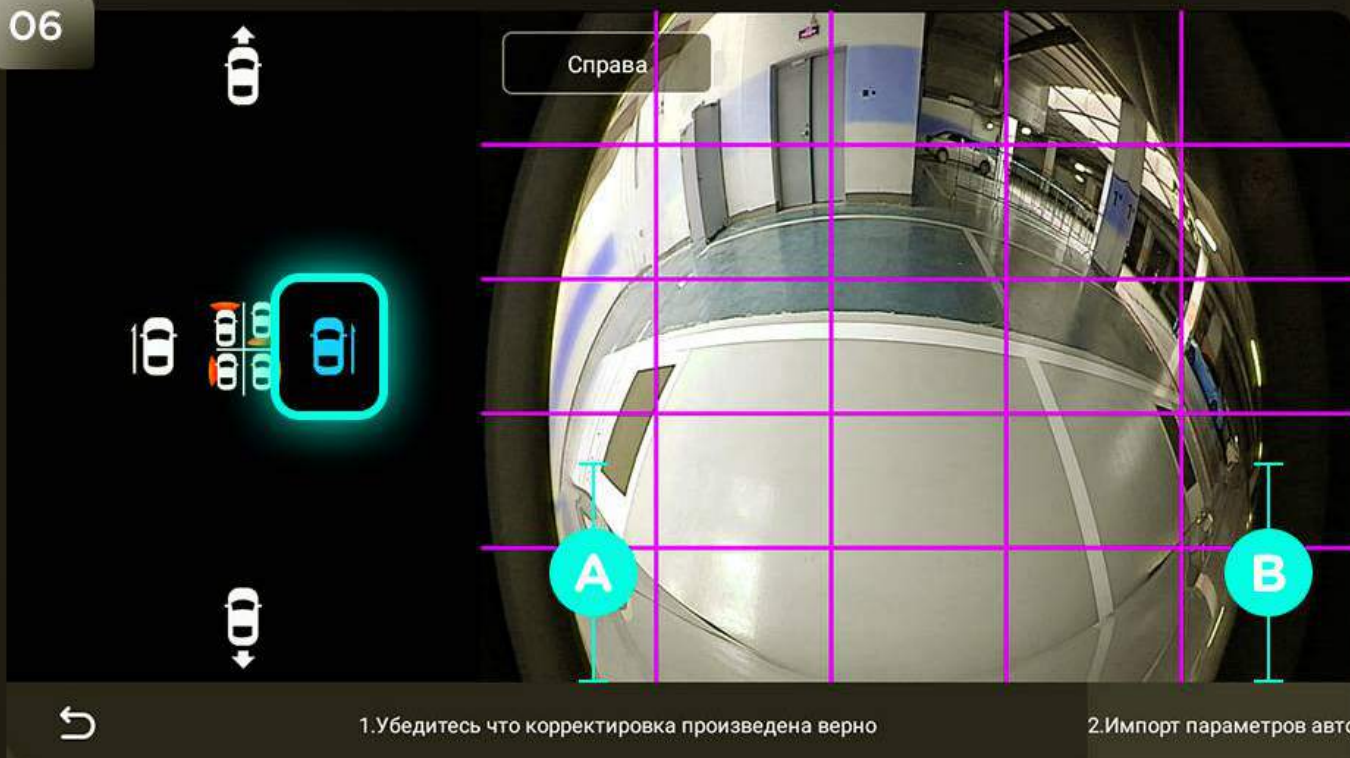 06
Справа
A
B
1.Убедитесь что корректировка произведена верно
2.Импорт параметров авто